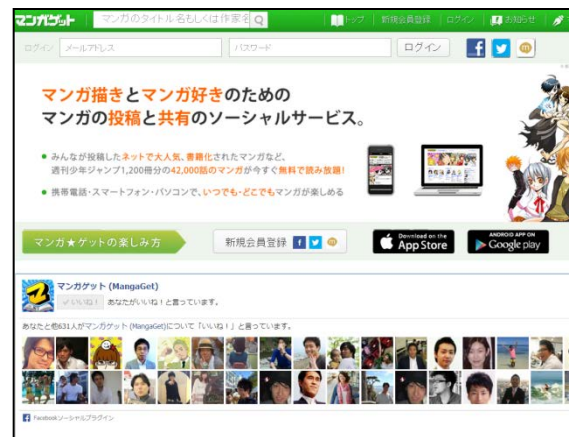 マンガゲット
マンガのタイトル名もしくは作家名
トップ
新規会員登録
ログイン
お知らせ
ログイン
メールアドレス
パスワード
ログイン
マンガ描きとマンガ好きのための
マンガの投稿と共有のソーシャルサービス。
みんなが投稿したネットで大人気、書籍化されたマンガなど、
週刊少年ジャンプ1,200冊分の42,000話のマンガが今すぐ無料で読み放題!
携帯電話・スマートフォン・パソコンで、いつでも・どこでもマンガが楽しめる
マンガ★ゲットの楽しみ方
新規会員登録
Download on the
App Store
ANDROID APP ON
Google play
マンガゲット (MangaGet)
いいね! あなたがいいね!と言っています。
あなたと他631人がマンガゲット (MangaGet)について「いいね!」と言っています。
Facebookソーシャルプラグイン